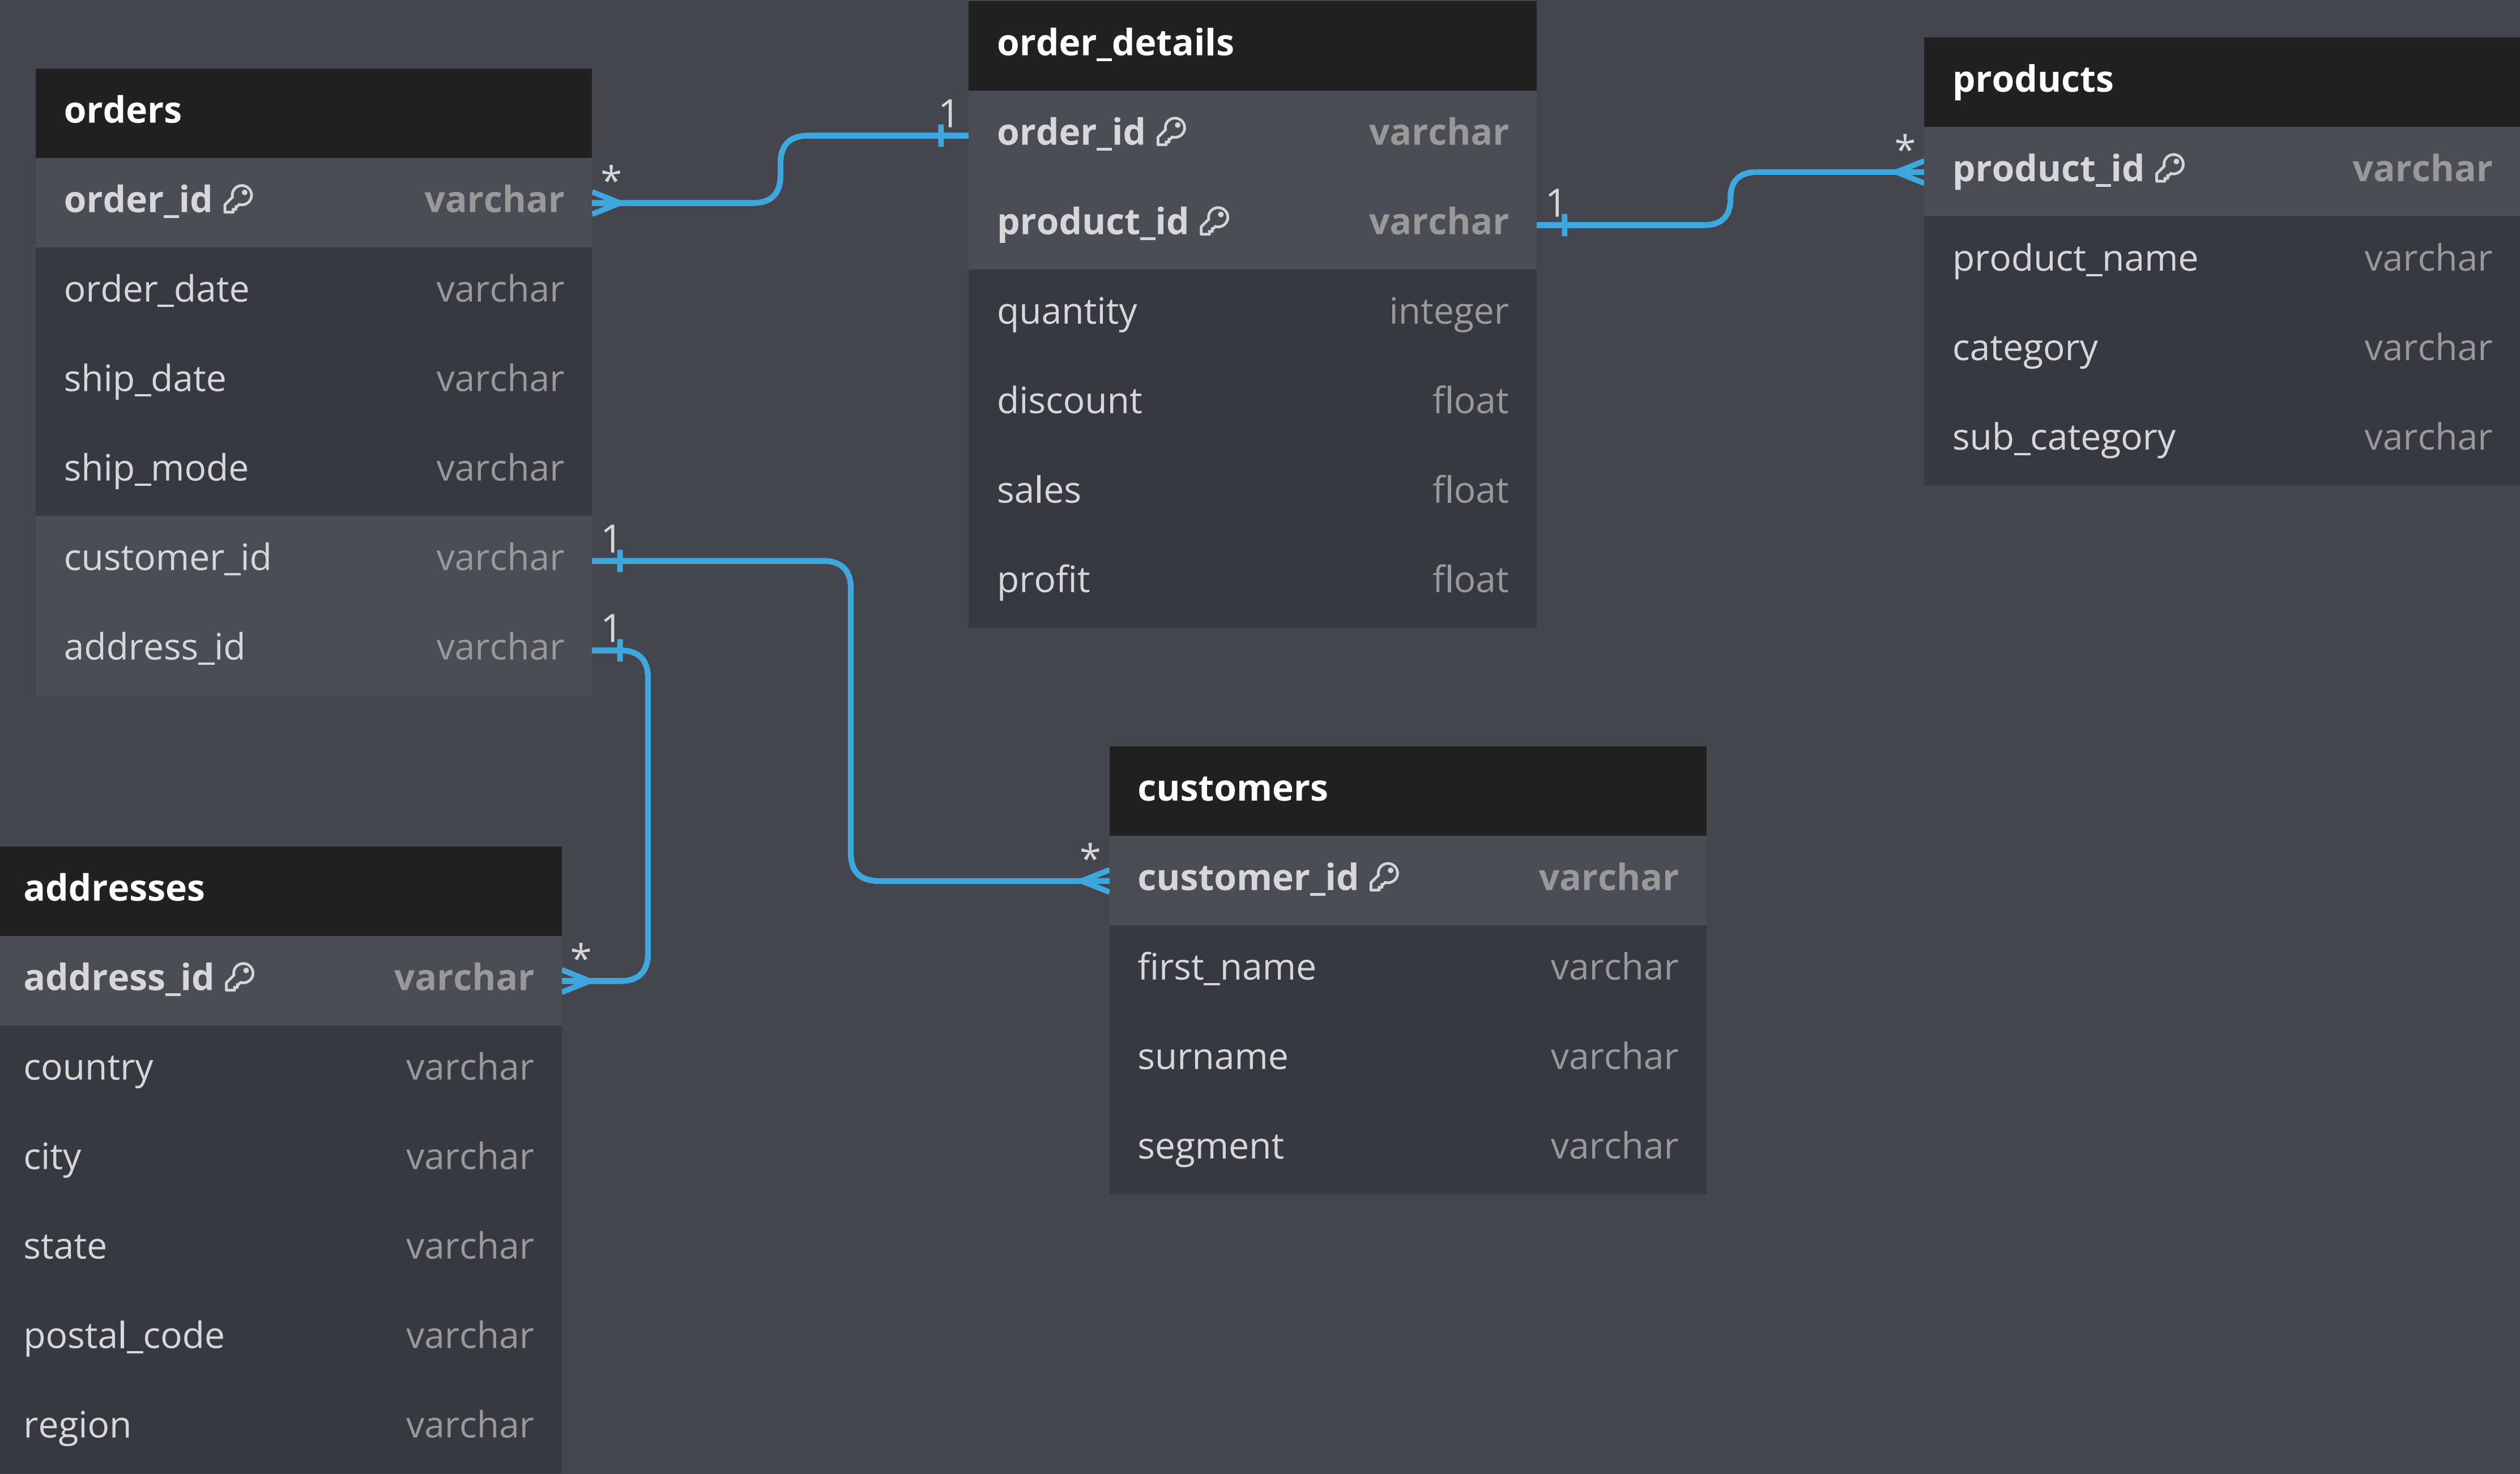 orders
order_id varchar
order_date varchar
ship_date varchar
ship_mode varchar
customer_id varchar
address_id varchar
*
1
1
1
order_details
order_id varchar
product_id varchar
quantity integer
discount float
sales float
profit float
1
*
products
product_id varchar
product_name varchar
category varchar
sub_category varchar
addresses
address_id varchar
country varchar
city varchar
state varchar
postal_code varchar
region varchar
*
*
customers
customer_id varchar
first_name varchar
surname varchar
segment varchar